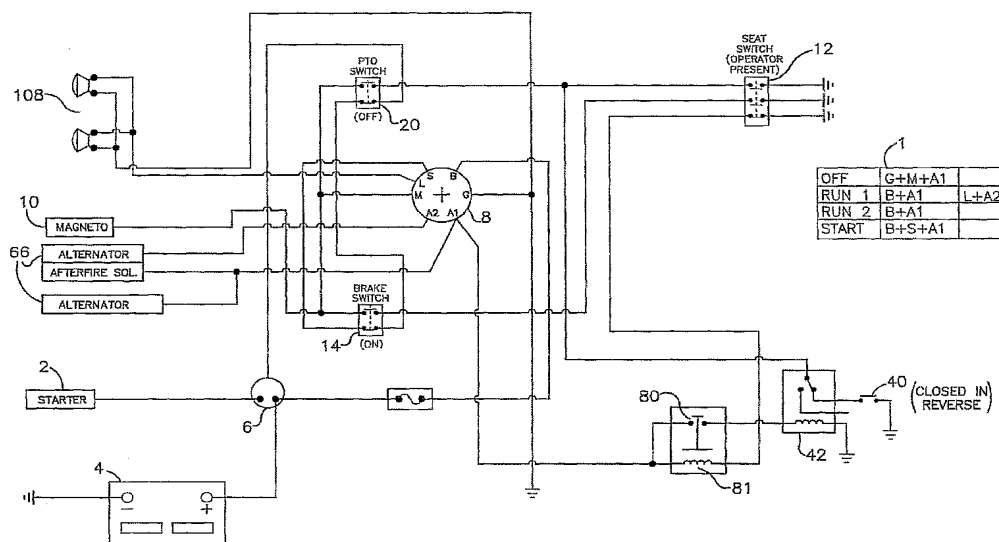 SEAT
SWITCH
(OPERATOR
PRESENT)
12
PTO
SWITCH
(OFF)
20
108
1
OFF G+M+A1
RUN 1 B+A1 L+A2
RUN 2 B+A1
START B+S+A1
S B
L
M G
A2 A1
8
10
MAGNETO
66
ALTERNATOR
AFTERFIRE SOL.
ALTERNATOR
BRAKE
SWITCH
14
(ON)
2
STARTER
6
80
81
40
(CLOSED IN
REVERSE)
42
4
- +